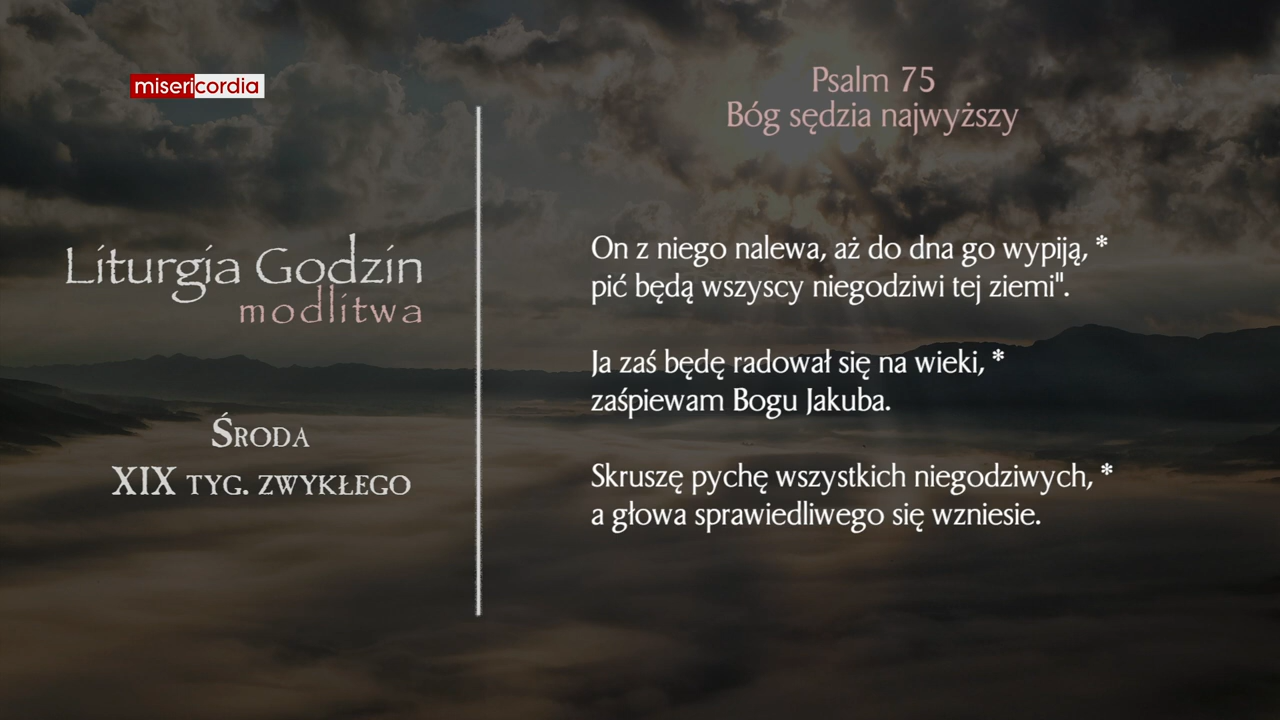 misericordia
Liturgia Godzin
modlitwa
Środa
XIX tyg. zwykłego
Psalm 75
Bóg sędzia najwyższy
On z niego nalewa, aż do dna go wypiją, *
pić będą wszyscy niegodziwi tej ziemi".
Ja zaś będę radował się na wieki, *
zaśpiewam Bogu Jakuba.
Skruszę pychę wszystkich niegodziwych, *
a głowa sprawiedliwego się wzniesie.